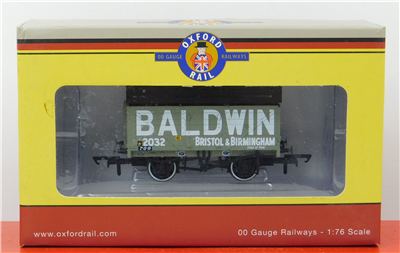 OXFORD
00 GAUGE RAILWAYS
RAIL
BALDWIN
2032 BRISTOL & BIRMINGHAM
www.oxfordrail.com
00 Gauge Railways - 1:76 Scale